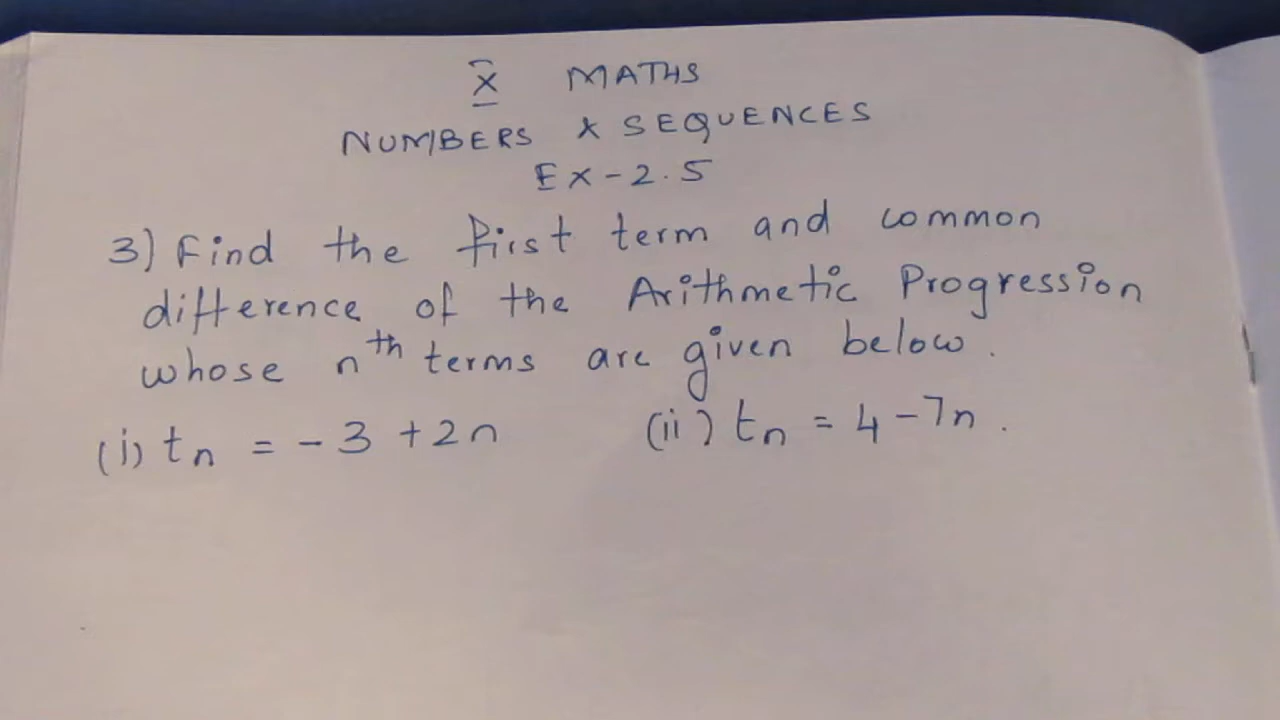 X MATHS
NUMBERS & SEQUENCES
Ex-2.5
3) Find the first term and common
difference of the Arithmetic Progression
whose nth terms are given below.
(i) tn = -3 +2n (ii) tn = 4-7n.